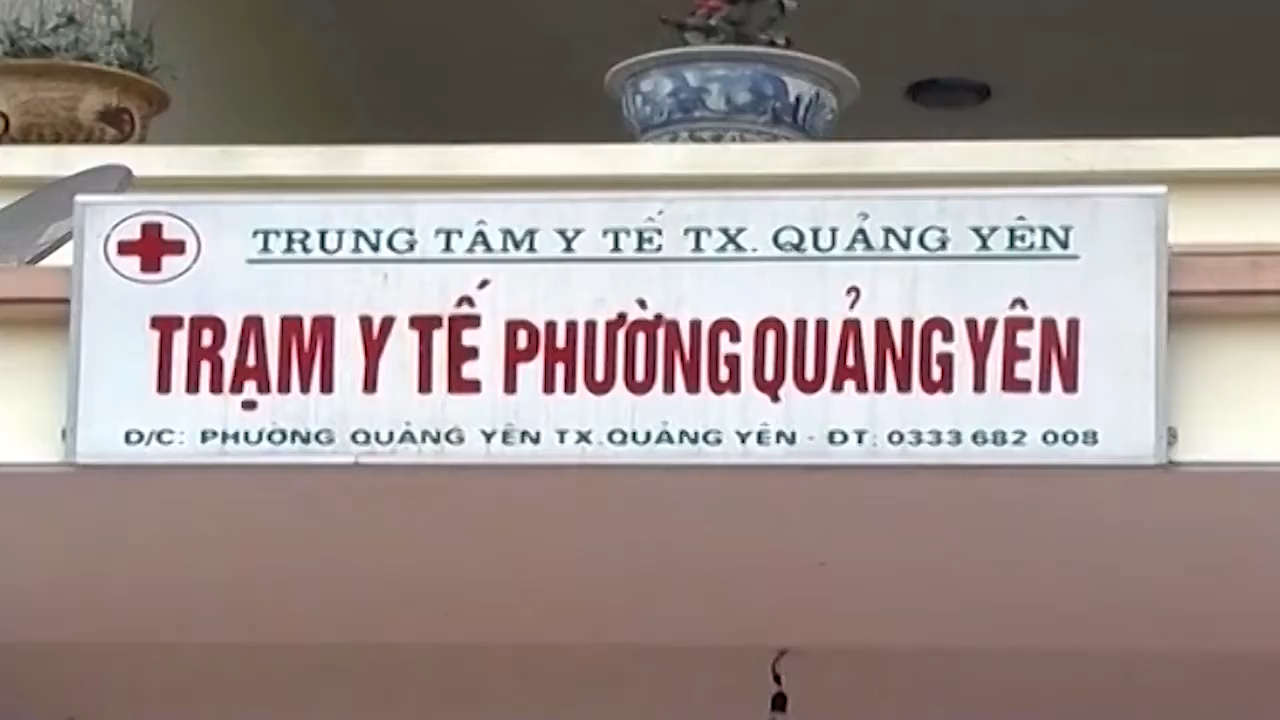 TRUNG TÂM Y TẾ TX. QUẢNG YÊN
TRẠM Y TẾ PHƯỜNG QUẢNG YÊN
Đ/C: PHƯỜNG QUẢNG YÊN TX.QUẢNG YÊN - ĐT: 0333 682 008